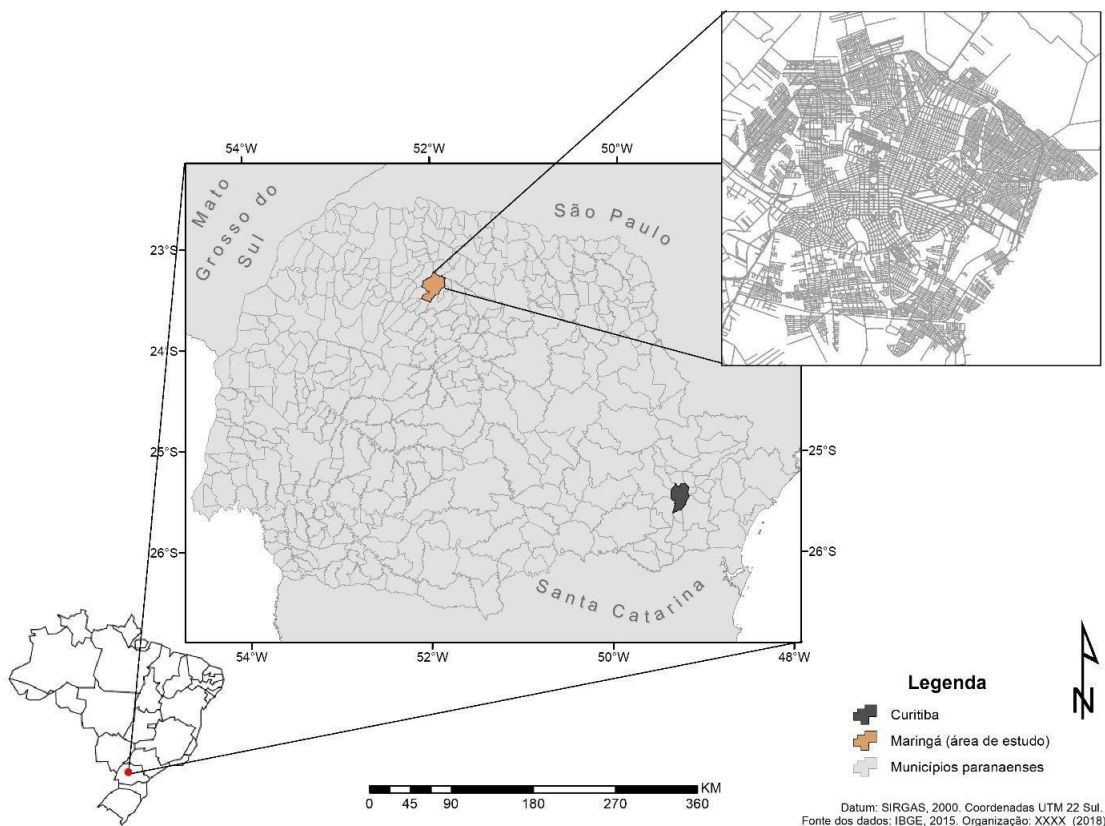 54°W 52°W 50°W
Mato
Grosso do
Sul
São Paulo
23°S
24°S
25°S 25°S
26°S 26°S
Santa Catarina
54°W 52°W 50°W 48°W
Legenda
Curitiba
Maringá (área de estudo)
Municípios paranaenses
N
KM
0 45 90 180 270 360
Datum: SIRGAS, 2000. Coordenadas UTM 22 Sul.
Fonte dos dados: IBGE, 2015. Organização: XXXX (2018)